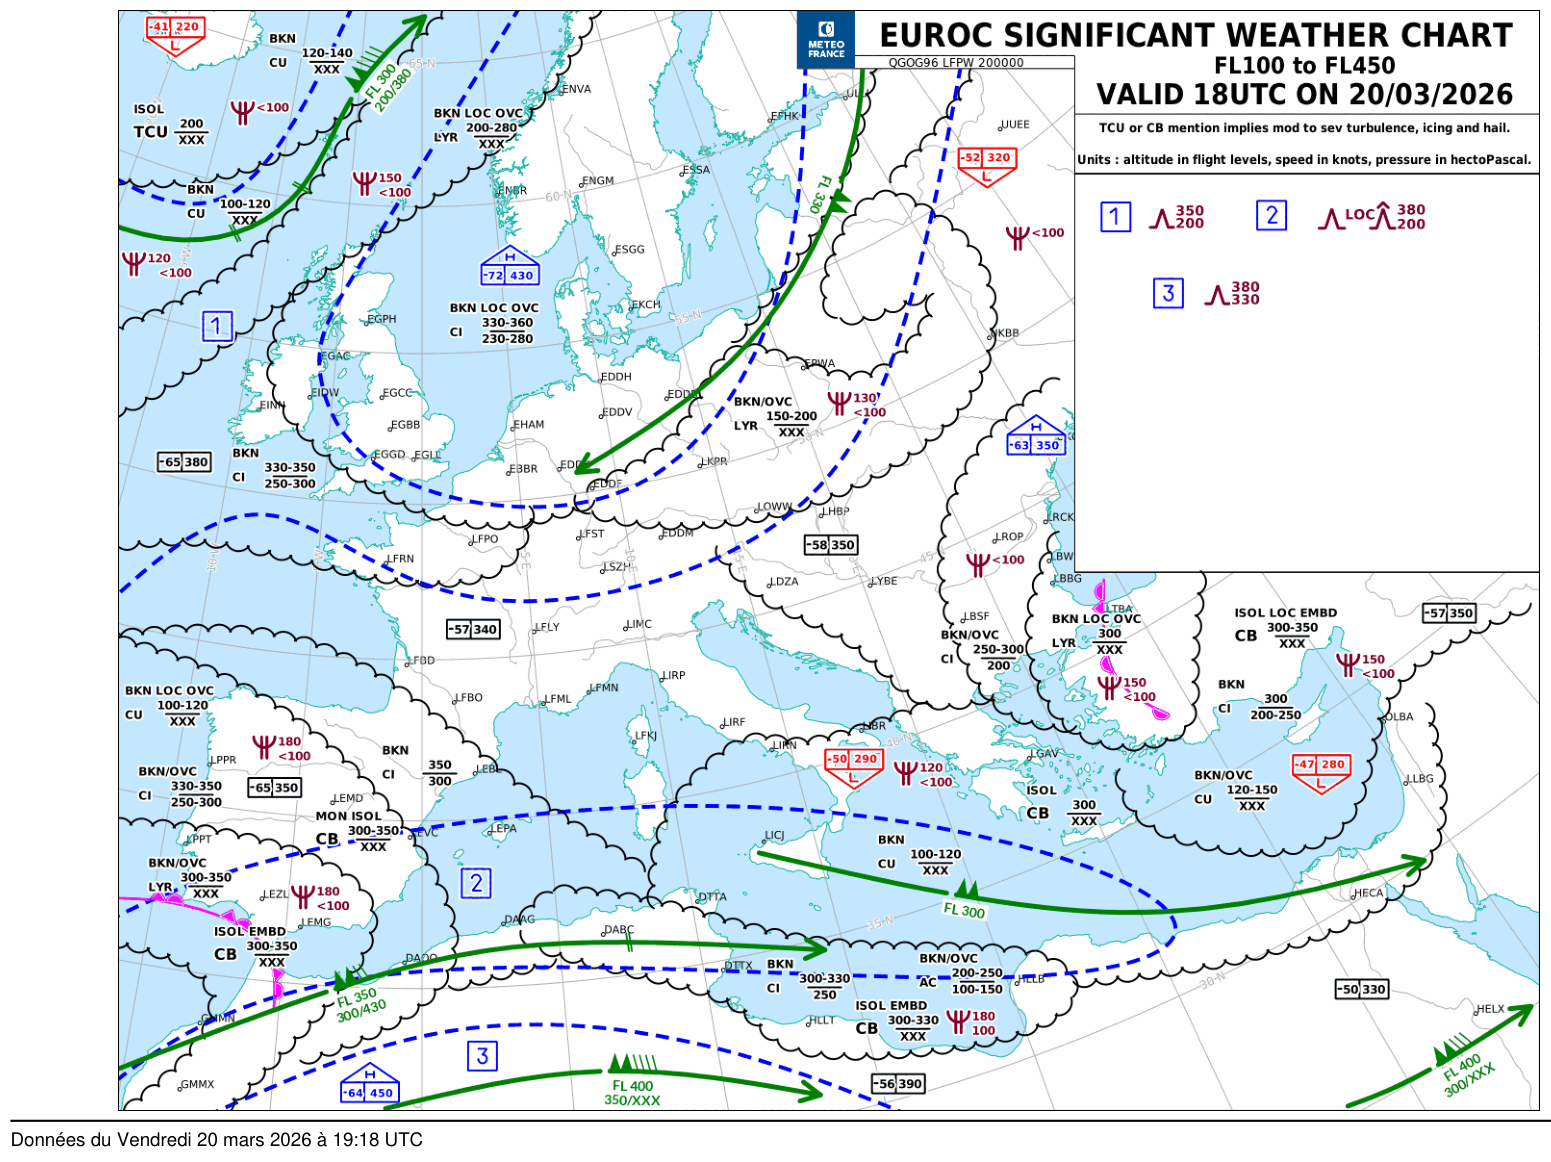 METEO
FRANCE
EUROC SIGNIFICANT WEATHER CHART
QGOG96 LFPW 200000
FL100 to FL450
VALID 18UTC ON 20/03/2026
TCU or CB mention implies mod to sev turbulence, icing and hail.
Units : altitude in flight levels, speed in knots, pressure in hectoPascal.
1
350
200
2
LOC
380
200
3
380
330
-41 220
L
BKN
CU
120-140
XXX
65 N
FL 300
200/380
<100
ISOL
TCU
200
XXX
BKN LOC OVC
LYR
200-280
XXX
ENVA
EFHK
UUEE
-52 320
L
150
<100
BKN
CU
100-120
XXX
ENBR
ENGM
60 N
ESSA
FL 330
<100
120
<100
ESGG
H
-72 430
BKN LOC OVC
CI
330-360
230-280
EKCH
55 N
1
EGPH
UKBB
EGAC
EPWA
EDDH
EIDW
EGCC
EINN
EDDV
BKN/OVC
LYR
150-200
XXX
130
<100
EGBB
EHAM
50 N
H
-63 350
-65 380
BKN
CI
330-350
250-300
EGGD
EGLL
EBBR
LKPR
EDDF
LOWW
LHBP
LRCK
LFPO
LFST
EDDM
-58 350
LROP
LFRN
LSZH
LDZA
LYBE
45 N
<100
LBBG
LBSF
-57 340
LFLY
LIMC
BKN/OVC
CI
250-300
200
BKN LOC OVC
LYR
300
XXX
LTBA
ISOL LOC EMBD
CB
300-350
XXX
-57 350
LFBD
LIRP
LFBO
LFML
LFMN
150
<100
150
<100
BKN LOC OVC
CU
100-120
XXX
BKN
CI
300
200-250
OLBA
LIRF
LIBR
LFKJ
LIRN
40 N
LGAV
180
<100
LPPR
BKN
CI
350
300
LEBL
-50 290
L
120
<100
-47 280
L
LLBG
BKN/OVC
CI
330-350
250-300
-65 350
LEMD
ISOL
CB
300
XXX
BKN/OVC
CU
120-150
XXX
MON ISOL
CB
300-350
XXX
LPPT
LEPA
LICJ
BKN
CU
100-120
XXX
BKN/OVC
LYR
300-350
XXX
LEZL
180
<100
2
DTTA
FL 300
HECA
LEMG
DAAG
35 N
ISOL EMBD
CB
300-350
XXX
DABC
DAOO
DTTX
BKN
CI
300-330
250
BKN/OVC
AC
200-250
100-150
HLLB
30 N
-50 330
FL 350
300/430
ISOL EMBD
CB
300-330
XXX
180
100
HLLT
HELX
GMMN
3
FL 400
350/XXX
H
-64 450
GMMX
-56 390
FL 400
300/XXX
Données du Vendredi 20 mars 2026 à 19:18 UTC